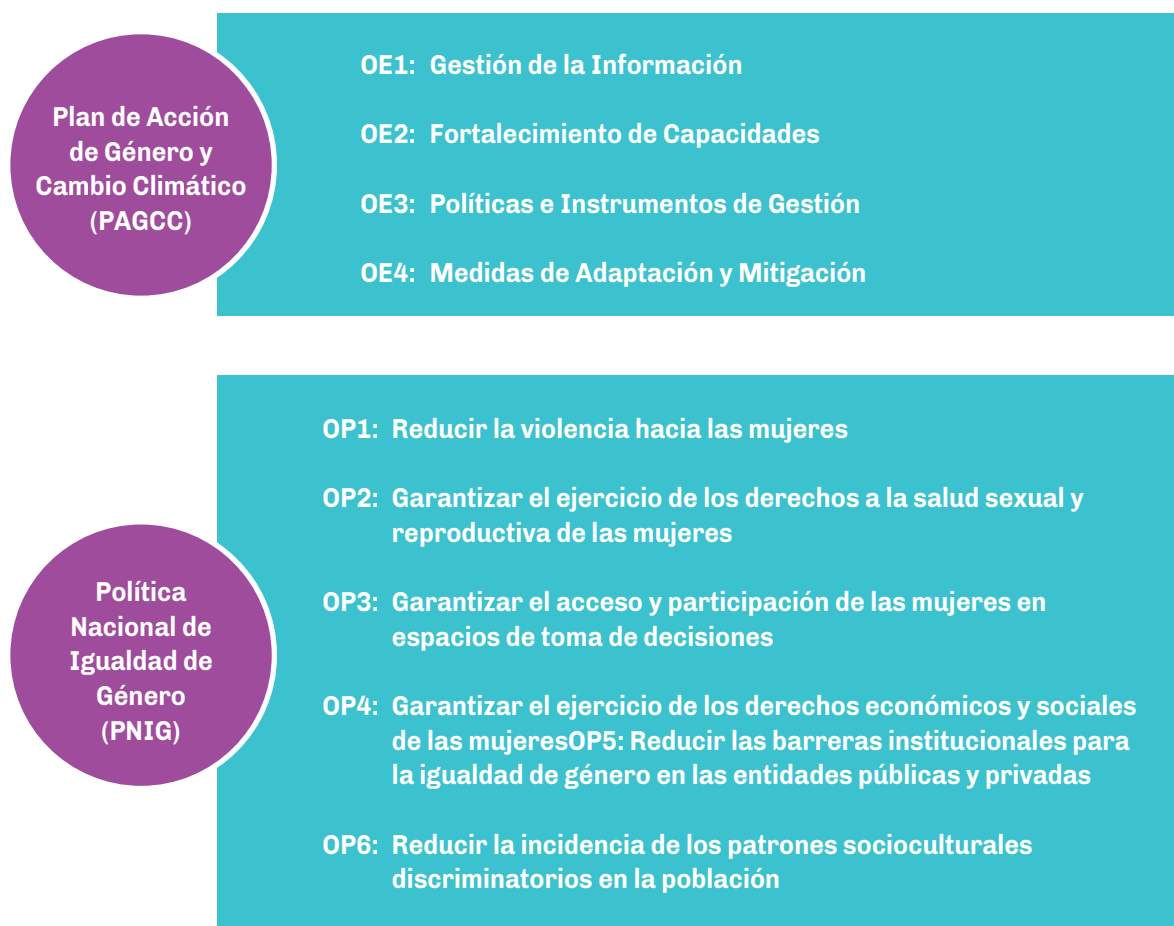 Plan de Acción
de Género y
Cambio Climático
(PAGCC)
OE1: Gestión de la Información
OE2: Fortalecimiento de Capacidades
OE3: Políticas e Instrumentos de Gestión
OE4: Medidas de Adaptación y Mitigación
Política
Nacional de
Igualdad de
Género
(PNIG)
OP1: Reducir la violencia hacia las mujeres
OP2: Garantizar el ejercicio de los derechos a la salud sexual y
reproductiva de las mujeres
OP3: Garantizar el acceso y participación de las mujeres en
espacios de toma de decisiones
OP4: Garantizar el ejercicio de los derechos económicos y sociales
de las mujeresOP5: Reducir las barreras institucionales para
la igualdad de género en las entidades públicas y privadas
OP6: Reducir la incidencia de los patrones socioculturales
discriminatorios en la población